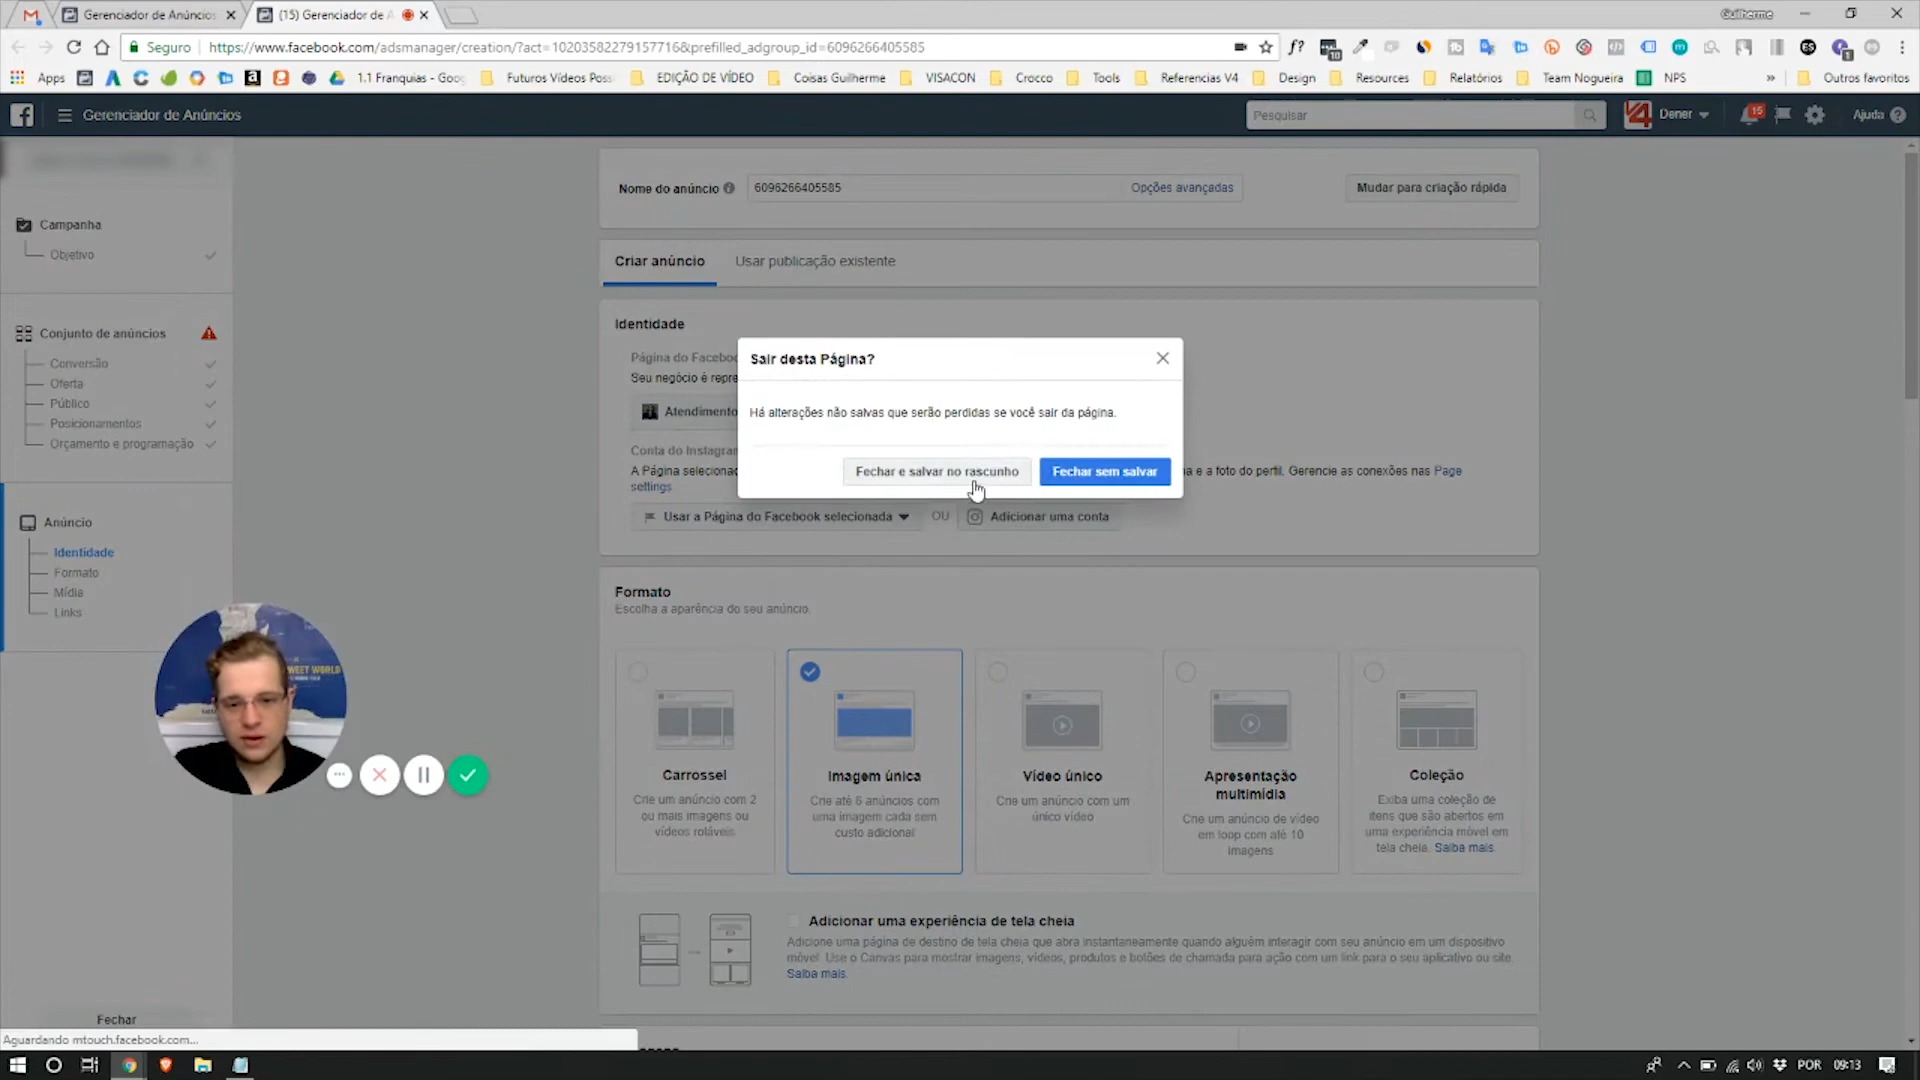 Gerenciador de Anúncios
(15) Gerenciador de A
Guilherme
Seguro
https://www.facebook.com/adsmanager/creation/?act=10203582279157716&prefilled_adgroup_id=6096266405585
Apps
1.1 Franquias - Goog
Futuros Vídeos Poss
EDIÇÃO DE VÍDEO
Coisas Guilherme
VISACON
Crocco
Tools
Referencias V4
Design
Resources
Relatórios
Team Nogueira
NPS
»
Outros favoritos
Gerenciador de Anúncios
Pesquisar
Dener
15
Ajuda
Nome do anúncio
6096266405585
Opções avançadas
Mudar para criação rápida
Campanha
Objetivo
Criar anúncio
Usar publicação existente
Conjunto de anúncios
Conversão
Oferta
Público
Posicionamentos
Orçamento e programação
Identidade
Página do Faceboo
Seu negócio é repre
Atendimento
Conta do Instagram
A Página selecionad
a e a foto do perfil. Gerencie as conexões nas Page
settings
Sair desta Página?
Há alterações não salvas que serão perdidas se você sair da página.
Fechar e salvar no rascunho
Fechar sem salvar
Usar a Página do Facebook selecionada
OU
Adicionar uma conta
Anúncio
Identidade
Formato
Mídia
Links
Formato
Escolha a aparência do seu anúncio.
Carrossel
Crie um anúncio com 2
ou mais imagens ou
vídeos roláveis
Imagem única
Crie até 6 anúncios com
uma imagem cada sem
custo adicional
Vídeo único
Crie um anúncio com um
único vídeo
Apresentação
multimídia
Crie um anúncio de vídeo
em loop com até 10
imagens
Coleção
Exiba uma coleção de
itens que são abertos em
uma experiência móvel em
tela cheia. Saiba mais.
Adicionar uma experiência de tela cheia
Adicione uma página de destino de tela cheia que abra instantaneamente quando alguém interagir com seu anúncio em um dispositivo
móvel. Use o Canvas para mostrar imagens, vídeos, produtos e botões de chamada para ação com um link para o seu aplicativo ou site.
Saiba mais.
Fechar
Aguardando mtouch.facebook.com...
POR
09:13